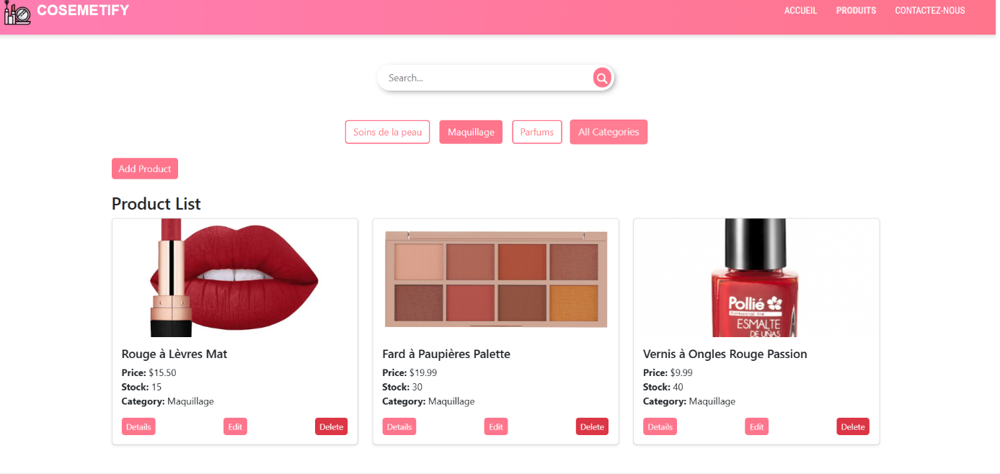 COSEMETIFY
ACCUEIL PRODUITS CONTACTEZ-NOUS
Search...
Soins de la peau Maquillage Parfums All Categories
Add Product
Product List
Pollié
Professional line
ESMALTE
DE UÑAS
Rouge à Lèvres Mat Fard à Paupières Palette Vernis à Ongles Rouge Passion
Price: $15.50 Price: $19.99 Price: $9.99
Stock: 15 Stock: 30 Stock: 40
Category: Maquillage Category: Maquillage Category: Maquillage
Details Edit Delete Details Edit Delete Details Edit Delete